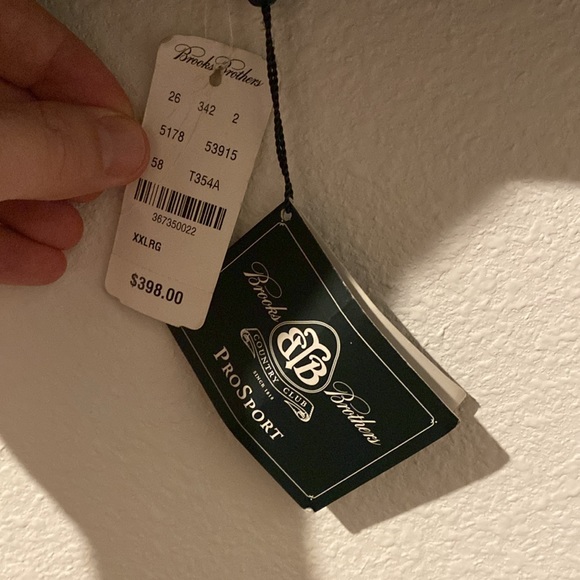 Brooks Brothers
26 342 2
5178 53915
58 T354A
367350022
XXLRG
$398.00
Brooks Brothers
BB
COUNTRY CLUB
SINCE 1818
PROSPORT